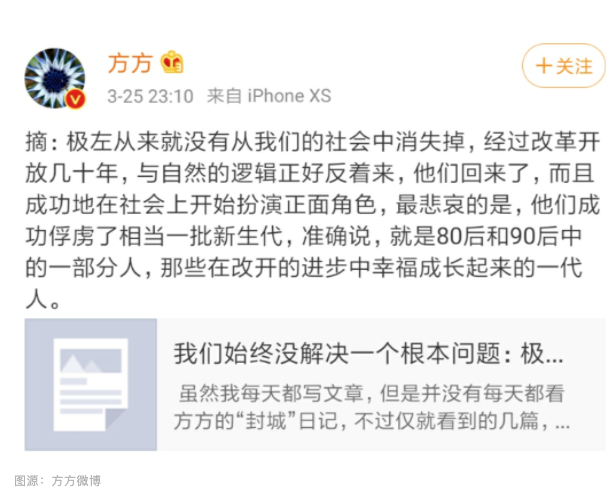 方方
+关注
3-25 23:10 来自 iPhone XS
摘：极左从来就没有从我们的社会中消失掉，经过改革开
放几十年，与自然的逻辑正好反着来，他们回来了，而且
成功地在社会上开始扮演正面角色，最悲哀的是，他们成
功俘虏了相当一批新生代，准确说，就是80后和90后中
的一部分人，那些在改开的进步中幸福成长起来的一代
人。
我们始终没解决一个根本问题：极...
虽然我每天都写文章，但是并没有每天都看
方方的“封城”日记，不过仅就看到的几篇，...
图源：方方微博